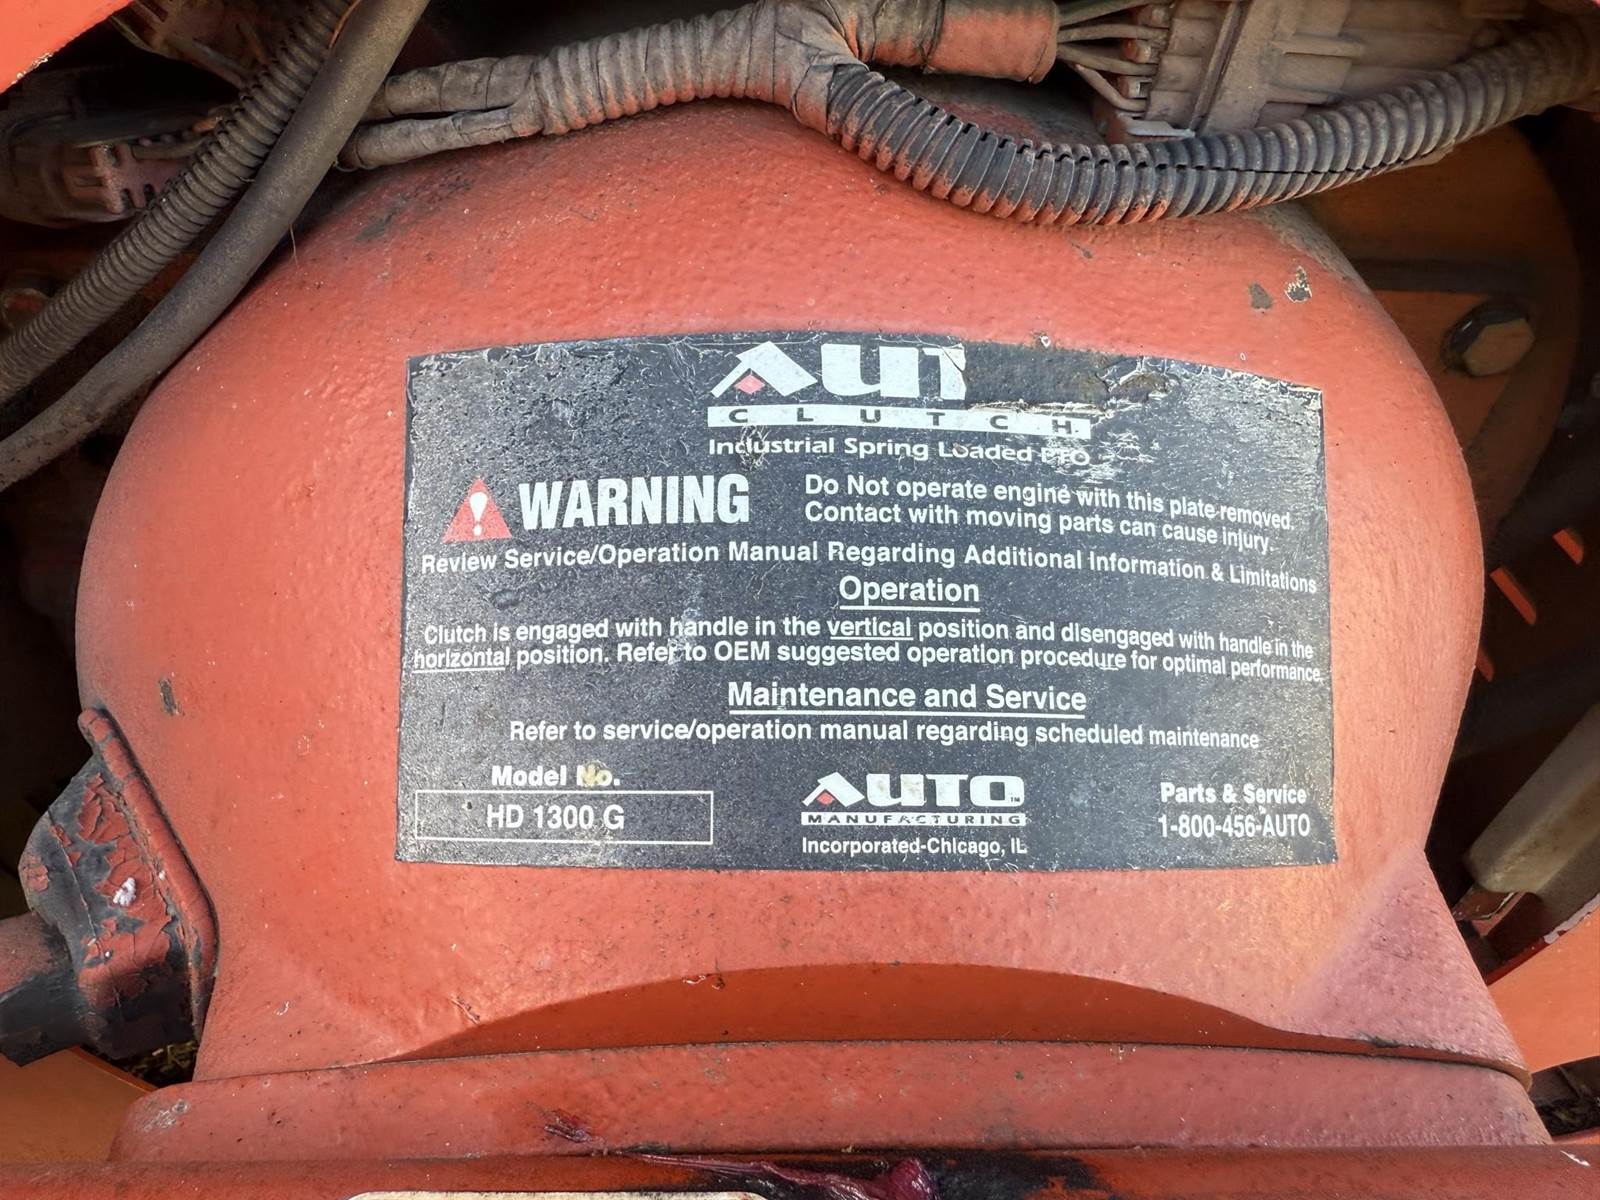 AUT
CLUTCH
Industrial Spring Loaded PTO
WARNING
Do Not operate engine with this plate removed.
Contact with moving parts can cause injury.
Review Service/Operation Manual Regarding Additional Information & Limitations
Operation
Clutch is engaged with handle in the vertical position and disengaged with handle in the
horizontal position. Refer to OEM suggested operation procedure for optimal performance.
Maintenance and Service
Refer to service/operation manual regarding scheduled maintenance
Model No.
HD 1300 G
AUTO™
MANUFACTURING
Incorporated-Chicago, IL
Parts & Service
1-800-456-AUTO